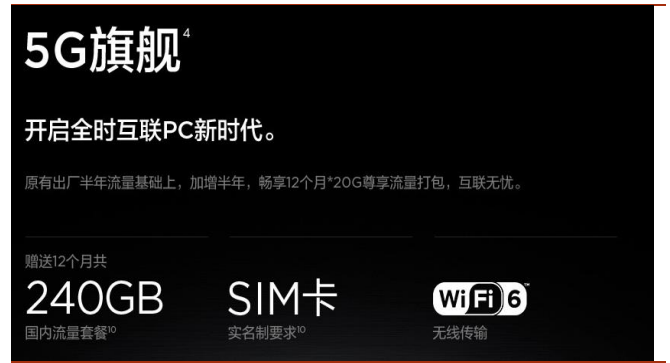 5G旗舰4
开启全时互联PC新时代。
原有出厂半年流量基础上，加增半年，畅享12个月*20G尊享流量打包，互联无忧。
赠送12个月共
240GB
国内流量套餐10
SIM卡
实名制要求10
WiFi 6™
无线传输